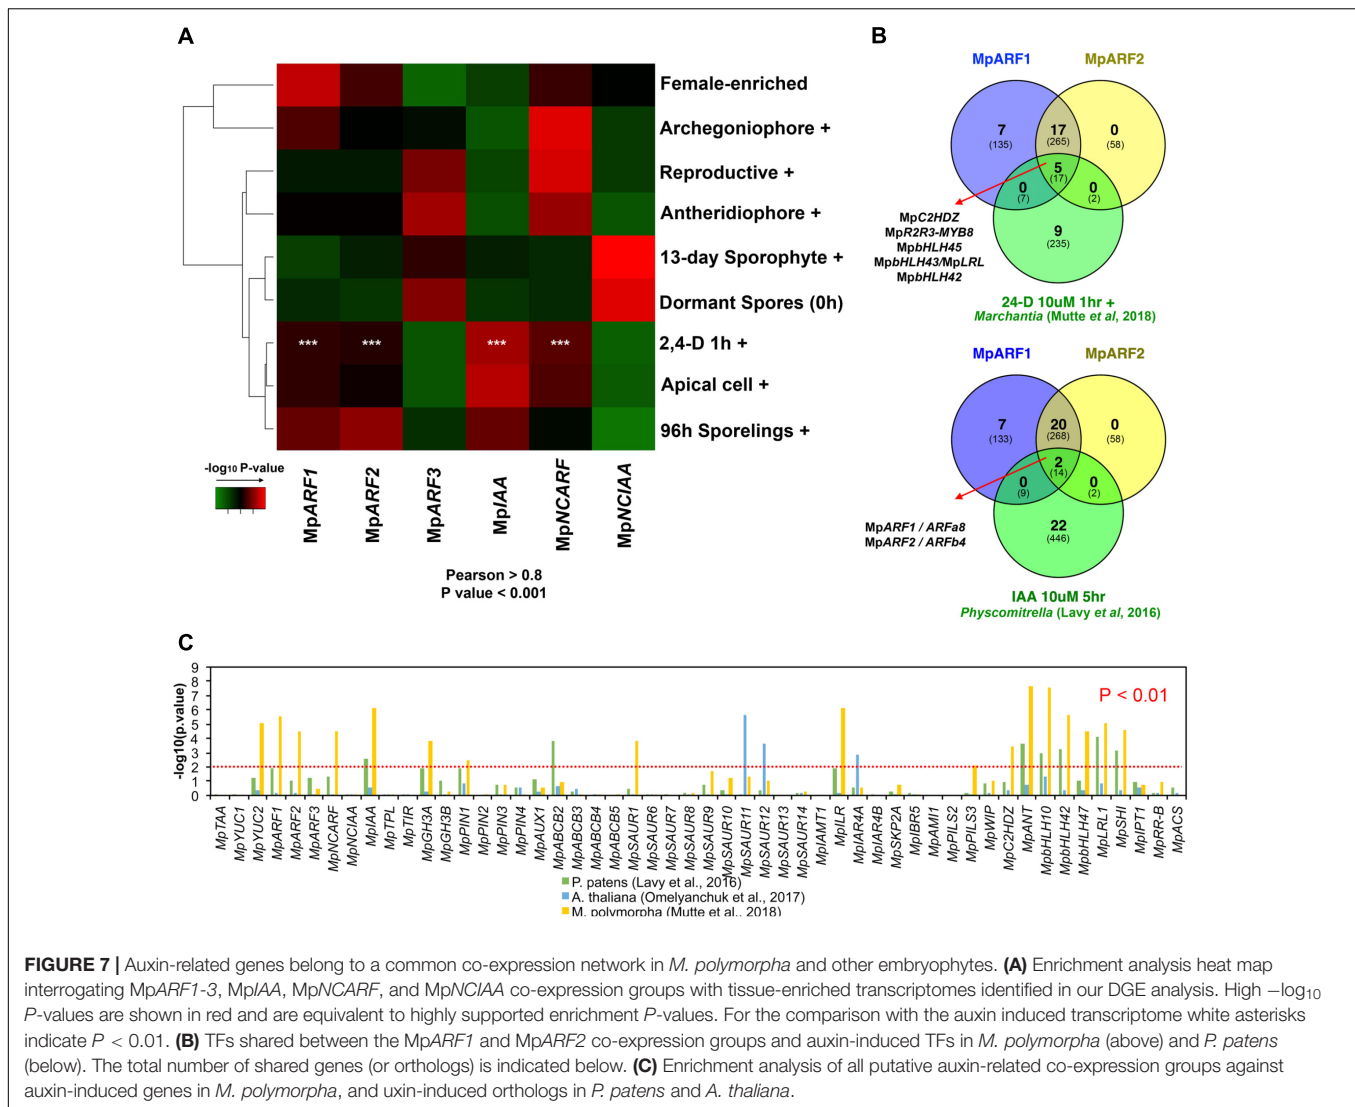 A
Female-enriched
Archegoniophore +
Reproductive +
Antheridiophore +
13-day Sporophyte +
Dormant Spores (0h)
2,4-D 1h +
*** *** *** ***
Apical cell +
96h Sporelings +
-log10 P-value
MpARF1
MpARF2
MpARF3
MpIAA
MpNCARF
MpNCIAA
Pearson > 0.8
P value < 0.001
B
MpARF1
MpARF2
7
(135)
17
(265)
0
(58)
5
(17)
0
(7)
0
(2)
9
(235)
MpC2HDZ
MpR2R3-MYB8
MpbHLH45
MpbHLH43/MpLRL
MpbHLH42
24-D 10uM 1hr +
Marchantia (Mutte et al, 2018)
MpARF1
MpARF2
7
(133)
20
(268)
0
(58)
2
(14)
0
(9)
0
(2)
22
(446)
MpARF1 / ARFa8
MpARF2 / ARFb4
IAA 10uM 5hr
Physcomitrella (Lavy et al, 2016)
C
-log10(p.value)
9
8
7
6
5
4
3
2
1
0
P < 0.01
MpTAA
MpYUC1
MpYUC2
MpARF1
MpARF2
MpARF3
MpNCARF
MpNCIAA
MpIAA
MpTPL
MpTIR
MpGH3A
MpGH3B
MpPIN1
MpPIN2
MpPIN3
MpPIN4
MpAUX1
MpABCB2
MpABCB3
MpABCB4
MpABCB5
MpSAUR1
MpSAUR6
MpSAUR7
MpSAUR8
MpSAUR9
MpSAUR10
MpSAUR11
MpSAUR12
MpSAUR13
MpSAUR14
MpIAMT1
MpILR
MpIAR4A
MpIAR4B
MpSKP2A
MpIBR5
MpAMI1
MpPILS2
MpPILS3
MpWIP
MpC2HDZ
MpANT
MpbHLH10
MpbHLH42
MpbHLH47
MpLRL1
MpSHI
MpIPT1
MpRR-B
MpACS
P. patens (Lavy et al., 2016)
A. thaliana (Omelyanchuk et al., 2017)
M. polymorpha (Mutte et al., 2018)
FIGURE 7 | Auxin-related genes belong to a common co-expression network in M. polymorpha and other embryophytes. (A) Enrichment analysis heat map
interrogating MpARF1-3, MpIAA, MpNCARF, and MpNCIAA co-expression groups with tissue-enriched transcriptomes identified in our DGE analysis. High −log10
P-values are shown in red and are equivalent to highly supported enrichment P-values. For the comparison with the auxin induced transcriptome white asterisks
indicate P < 0.01. (B) TFs shared between the MpARF1 and MpARF2 co-expression groups and auxin-induced TFs in M. polymorpha (above) and P. patens
(below). The total number of shared genes (or orthologs) is indicated below. (C) Enrichment analysis of all putative auxin-related co-expression groups against
auxin-induced genes in M. polymorpha, and uxin-induced orthologs in P. patens and A. thaliana.